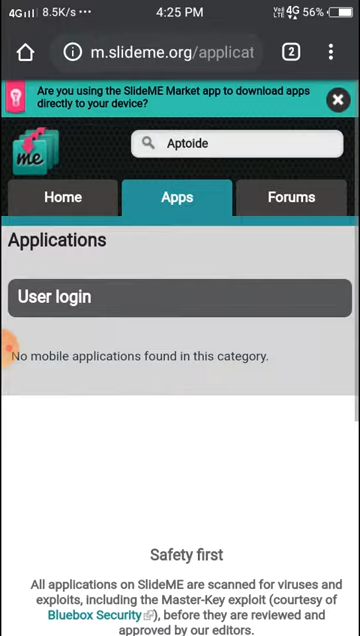 4G 8.5K/s ••• 4:25 PM VoLTE 4G 56%
m.slideme.org/applicat 2
Are you using the SlideME Market app to download apps
directly to your device?
me
Aptoide
Home Apps Forums
Applications
User login
No mobile applications found in this category.
Safety first
All applications on SlideME are scanned for viruses and
exploits, including the Master-Key exploit (courtesy of
Bluebox Security), before they are reviewed and
approved by our editors.